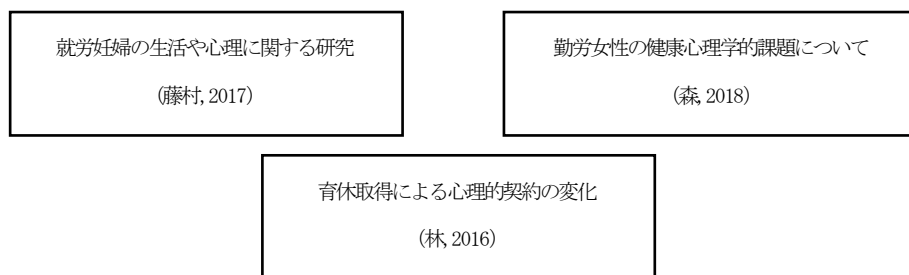 就労妊婦の生活や心理に関する研究
(藤村, 2017)
勤労女性の健康心理学的課題について
(森, 2018)
育休取得による心理的契約の変化
(林, 2016)